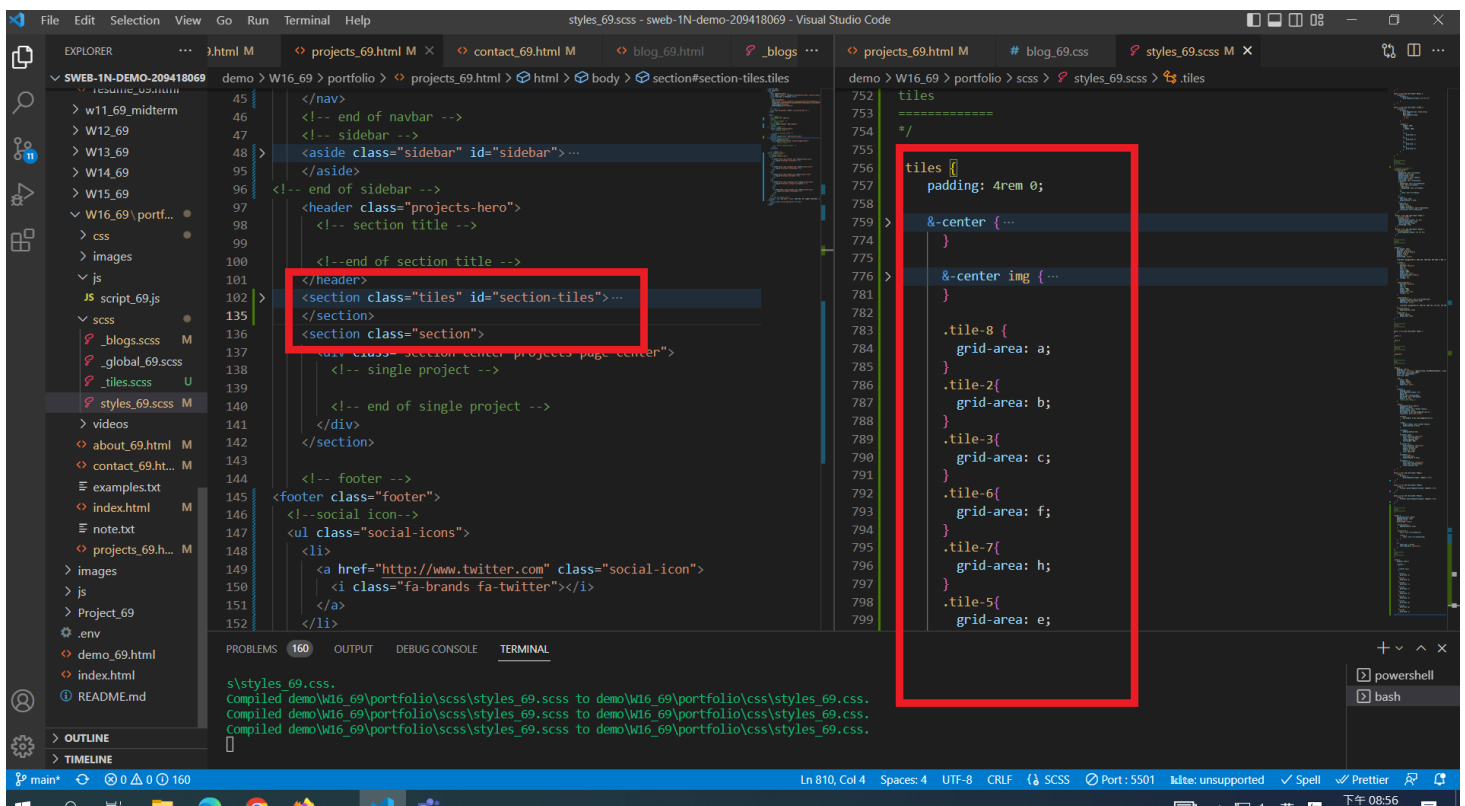 File Edit Selection View Go Run Terminal Help
styles_69.scss - sweb-1N-demo-209418069 - Visual Studio Code
EXPLORER
SWEB-1N-DEMO-209418069
resume_69.html
w11_69_midterm
W12_69
W13_69
W14_69
W15_69
W16_69 \ portf...
css
images
js
JS script_69.js
scss
_blogs.scss M
_global_69.scss
_tiles.scss U
styles_69.scss M
videos
about_69.html M
contact_69.ht... M
examples.txt
index.html M
note.txt
projects_69.h... M
images
js
Project_69
.env
demo_69.html
index.html
README.md
OUTLINE
TIMELINE
9.html M projects_69.html M contact_69.html M blog_69.html _blogs
demo > W16_69 > portfolio > projects_69.html > html > body > section#section-tiles.tiles
45 </nav>
46 <!-- end of navbar -->
47 <!-- sidebar -->
48 <aside class="sidebar" id="sidebar">...
95 </aside>
96 <!-- end of sidebar -->
97 <header class="projects-hero">
98 <!-- section title -->
99
100 <!--end of section title -->
101 </header>
102 <section class="tiles" id="section-tiles">...
135 </section>
136 <section class="section">
137 <div class="section-center projects-page-center">
138 <!-- single project -->
139
140 <!-- end of single project -->
141 </div>
142 </section>
143
144 <!-- footer -->
145 <footer class="footer">
146 <!--social icon-->
147 <ul class="social-icons">
148 <li>
149 <a href="http://www.twitter.com" class="social-icon">
150 <i class="fa-brands fa-twitter"></i>
151 </a>
152 </li>
projects_69.html M # blog_69.css styles_69.scss M
demo > W16_69 > portfolio > scss > styles_69.scss > .tiles
752 tiles
753 =============
754 */
755
756 tiles {
757 padding: 4rem 0;
758
759 &-center {...
774 }
775
776 &-center img {...
781 }
782
783 .tile-8 {
784 grid-area: a;
785 }
786 .tile-2{
787 grid-area: b;
788 }
789 .tile-3{
790 grid-area: c;
791 }
792 .tile-6{
793 grid-area: f;
794 }
795 .tile-7{
796 grid-area: h;
797 }
798 .tile-5{
799 grid-area: e;
PROBLEMS 160 OUTPUT DEBUG CONSOLE TERMINAL
s\styles_69.css.
Compiled demo\W16_69\portfolio\scss\styles_69.scss to demo\W16_69\portfolio\css\styles_69.css.
Compiled demo\W16_69\portfolio\scss\styles_69.scss to demo\W16_69\portfolio\css\styles_69.css.
Compiled demo\W16_69\portfolio\scss\styles_69.scss to demo\W16_69\portfolio\css\styles_69.css.
powershell
bash
11
main* 0 0 160
Ln 810, Col 4 Spaces: 4 UTF-8 CRLF SCSS Port : 5501 kite: unsupported Spell Prettier
下午 08:56